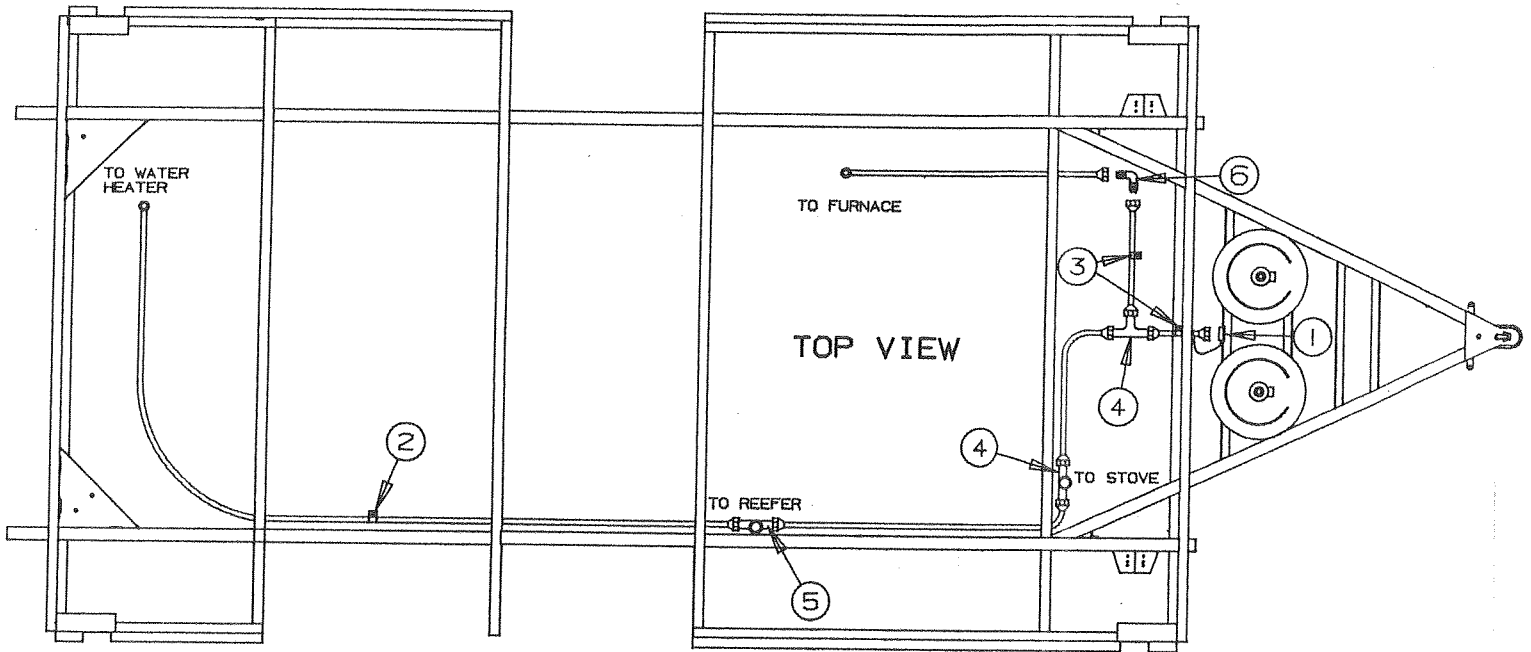 TO WATER
HEATER
TO FURNACE
6
3
TOP VIEW
1
4
2
4
TO STOVE
TO REEFER
5